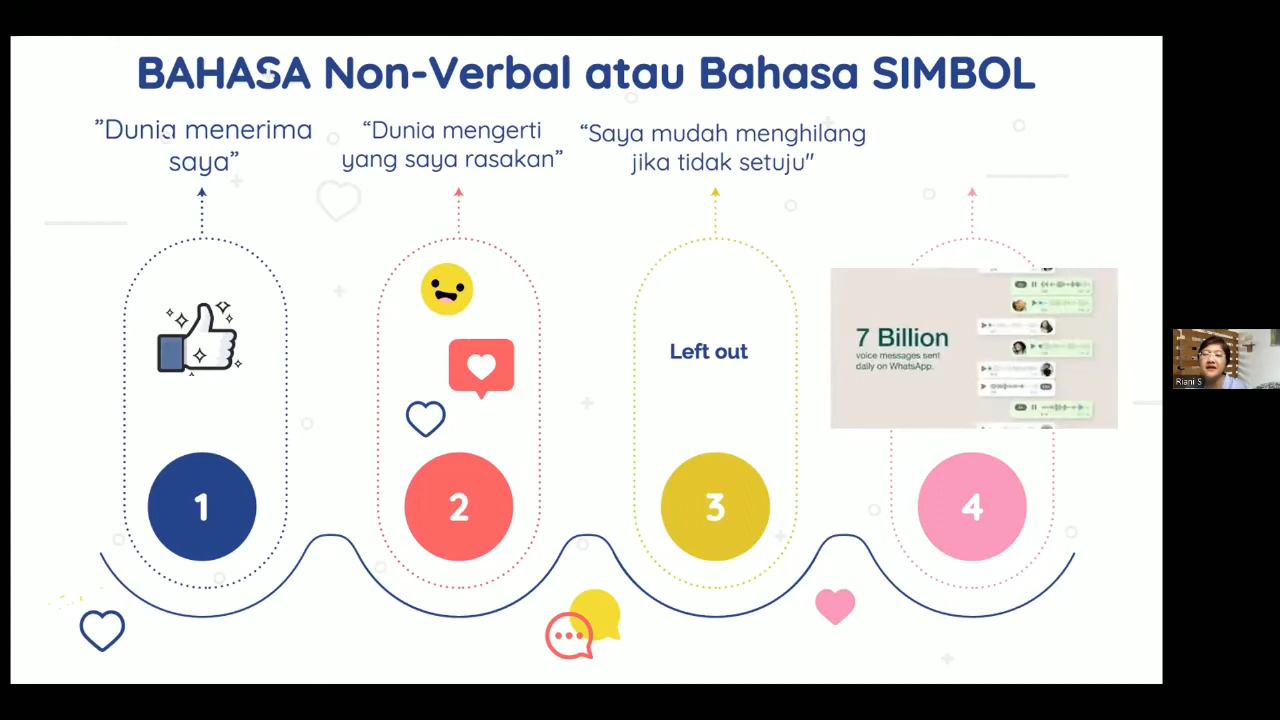 BAHASA Non-Verbal atau Bahasa SIMBOL
”Dunia menerima
saya”
“Dunia mengerti
yang saya rasakan”
“Saya mudah menghilang
jika tidak setuju"
Left out
7 Billion
voice messages sent
daily on WhatsApp.
1
2
3
4
Riani S